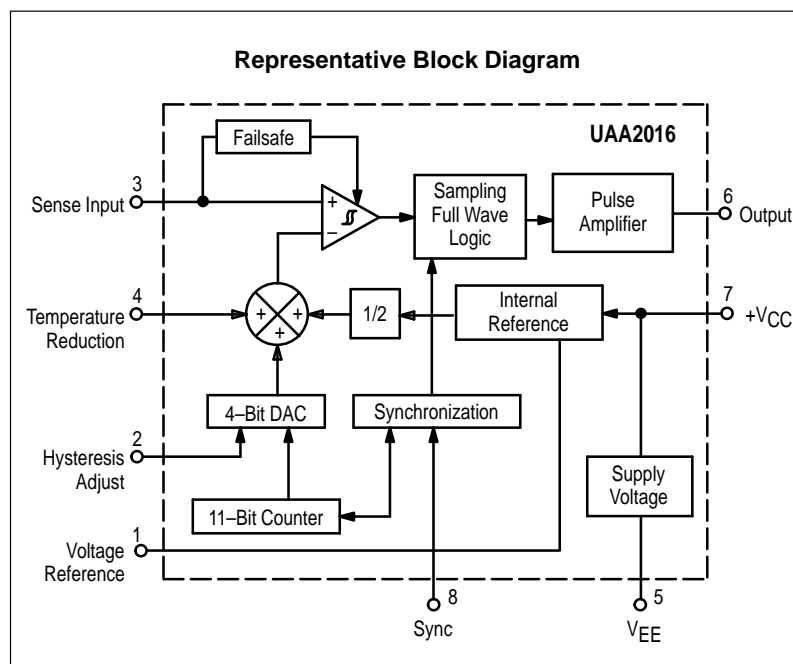 Representative Block Diagram
UAA2016
Failsafe
3
Sense Input
+
–
Sampling
Full Wave
Logic
Pulse
Amplifier
6
Output
4
Temperature
Reduction
+
+
+
1/2
Internal
Reference
7
+VCC
4–Bit DAC
Synchronization
2
Hysteresis
Adjust
Supply
Voltage
11–Bit Counter
1
Voltage
Reference
8
Sync
5
VEE